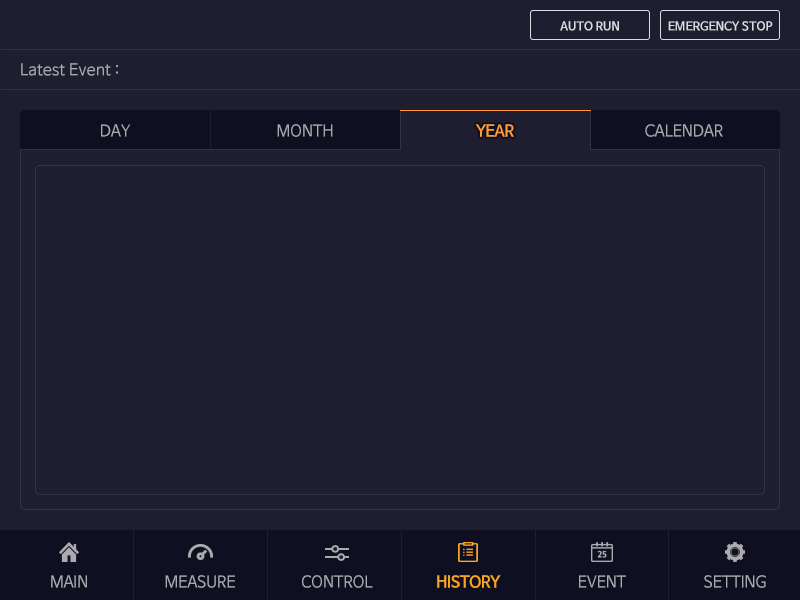 AUTO RUN EMERGENCY STOP
Latest Event :
DAY MONTH YEAR CALENDAR
25
MAIN MEASURE CONTROL HISTORY EVENT SETTING